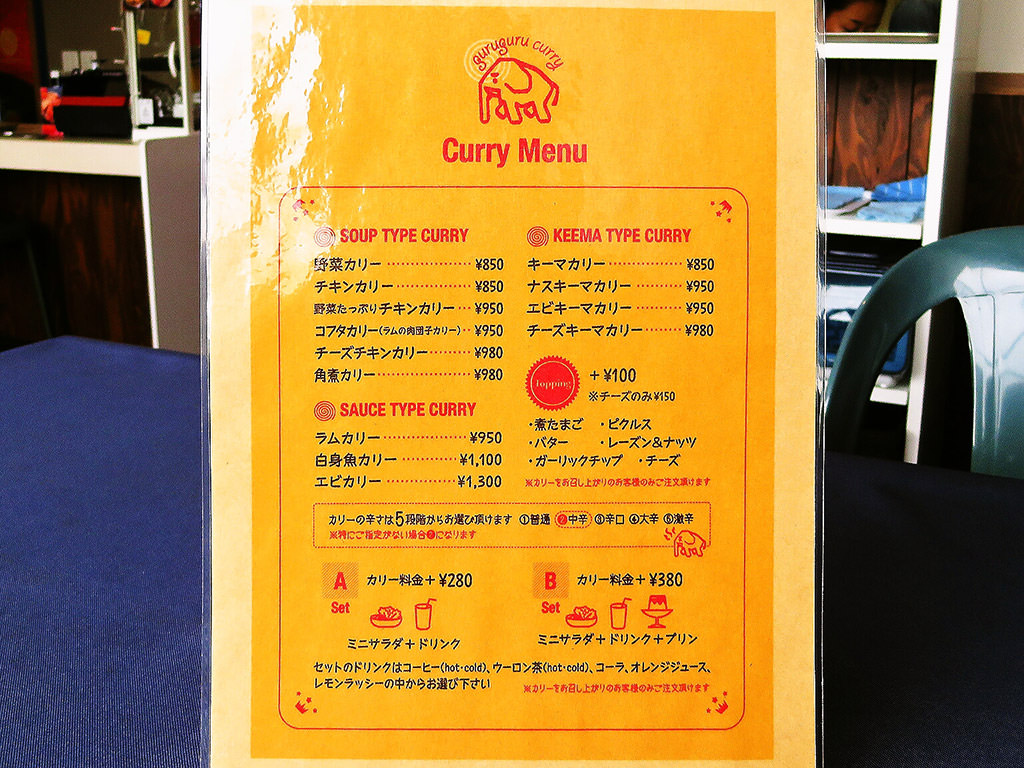 guruguru curry
Curry Menu
SOUP TYPE CURRY
野菜カリー ¥850
チキンカリー ¥850
野菜たっぷりチキンカリー ¥950
コフタカリー(ラムの肉団子カリー) ¥950
チーズチキンカリー ¥980
角煮カリー ¥980
SAUCE TYPE CURRY
ラムカリー ¥950
白身魚カリー ¥1,100
エビカリー ¥1,300
KEEMA TYPE CURRY
キーマカリー ¥850
ナスキーマカリー ¥950
エビキーマカリー ¥950
チーズキーマカリー ¥980
Topping +¥100
※チーズのみ¥150
・煮たまご ・ピクルス
・バター ・レーズン&ナッツ
・ガーリックチップ ・チーズ
※カリーをお召し上がりのお客様のみご注文頂けます
カリーの辛さは5段階からお選び頂けます ①普通 ②中辛 ③辛口 ④大辛 ⑤激辛
※特にご指定がない場合②になります
A Set カリー料金+¥280
ミニサラダ+ドリンク
B Set カリー料金+¥380
ミニサラダ+ドリンク+プリン
セットのドリンクはコーヒー(hot・cold)、ウーロン茶(hot・cold)、コーラ、オレンジジュース、
レモンラッシーの中からお選び下さい
※カリーをお召し上がりのお客様のみご注文頂けます